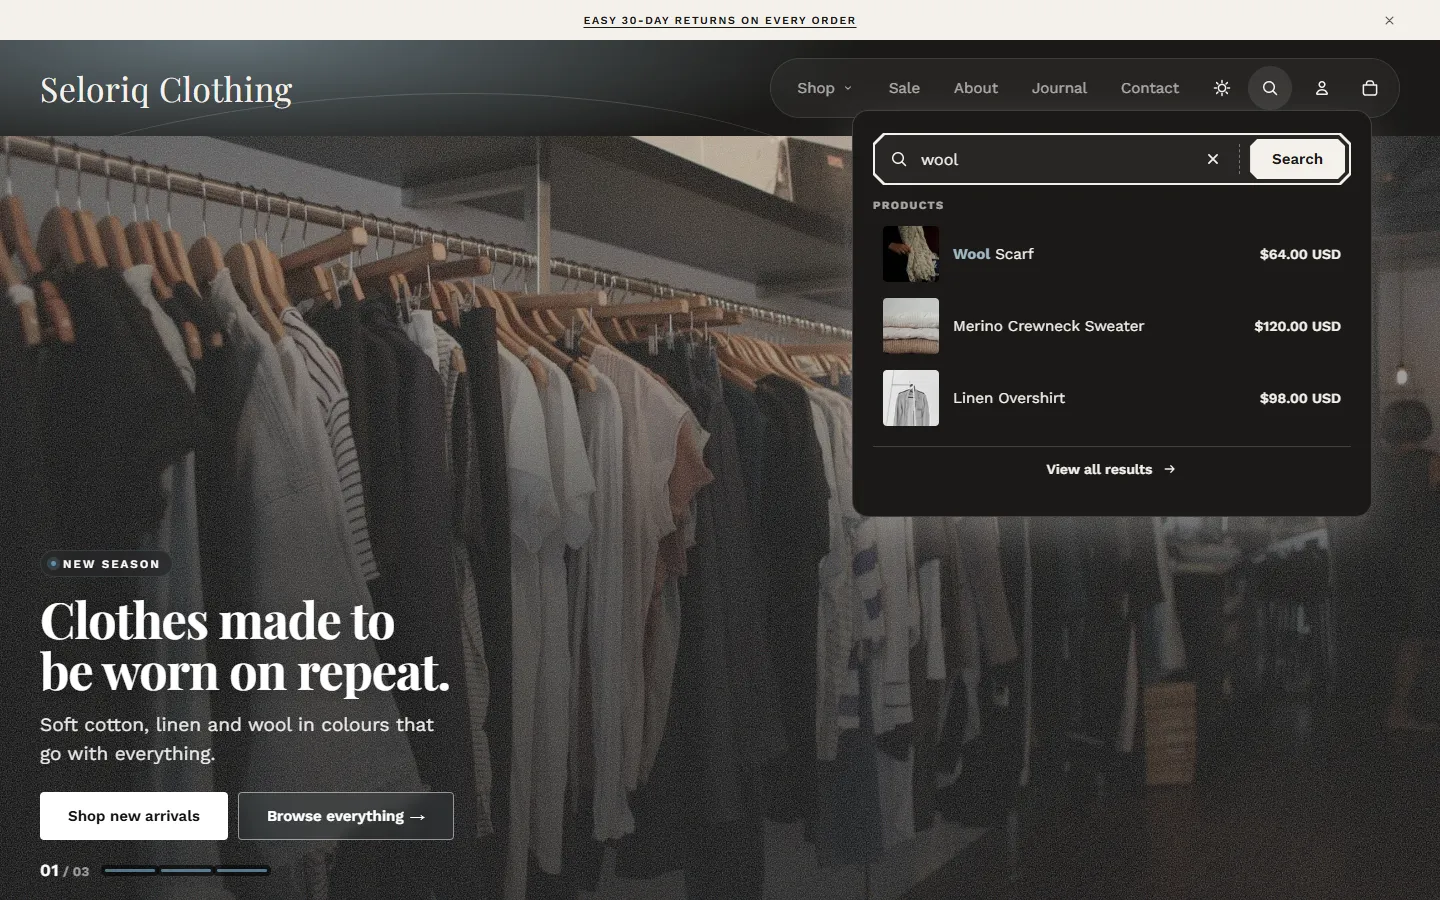 EASY 30-DAY RETURNS ON EVERY ORDER
Seloriq Clothing
Shop
Sale
About
Journal
Contact
wool
Search
PRODUCTS
Wool Scarf
$64.00 USD
Merino Crewneck Sweater
$120.00 USD
Linen Overshirt
$98.00 USD
View all results →
NEW SEASON
Clothes made to
be worn on repeat.
Soft cotton, linen and wool in colours that
go with everything.
Shop new arrivals
Browse everything →
01 / 03